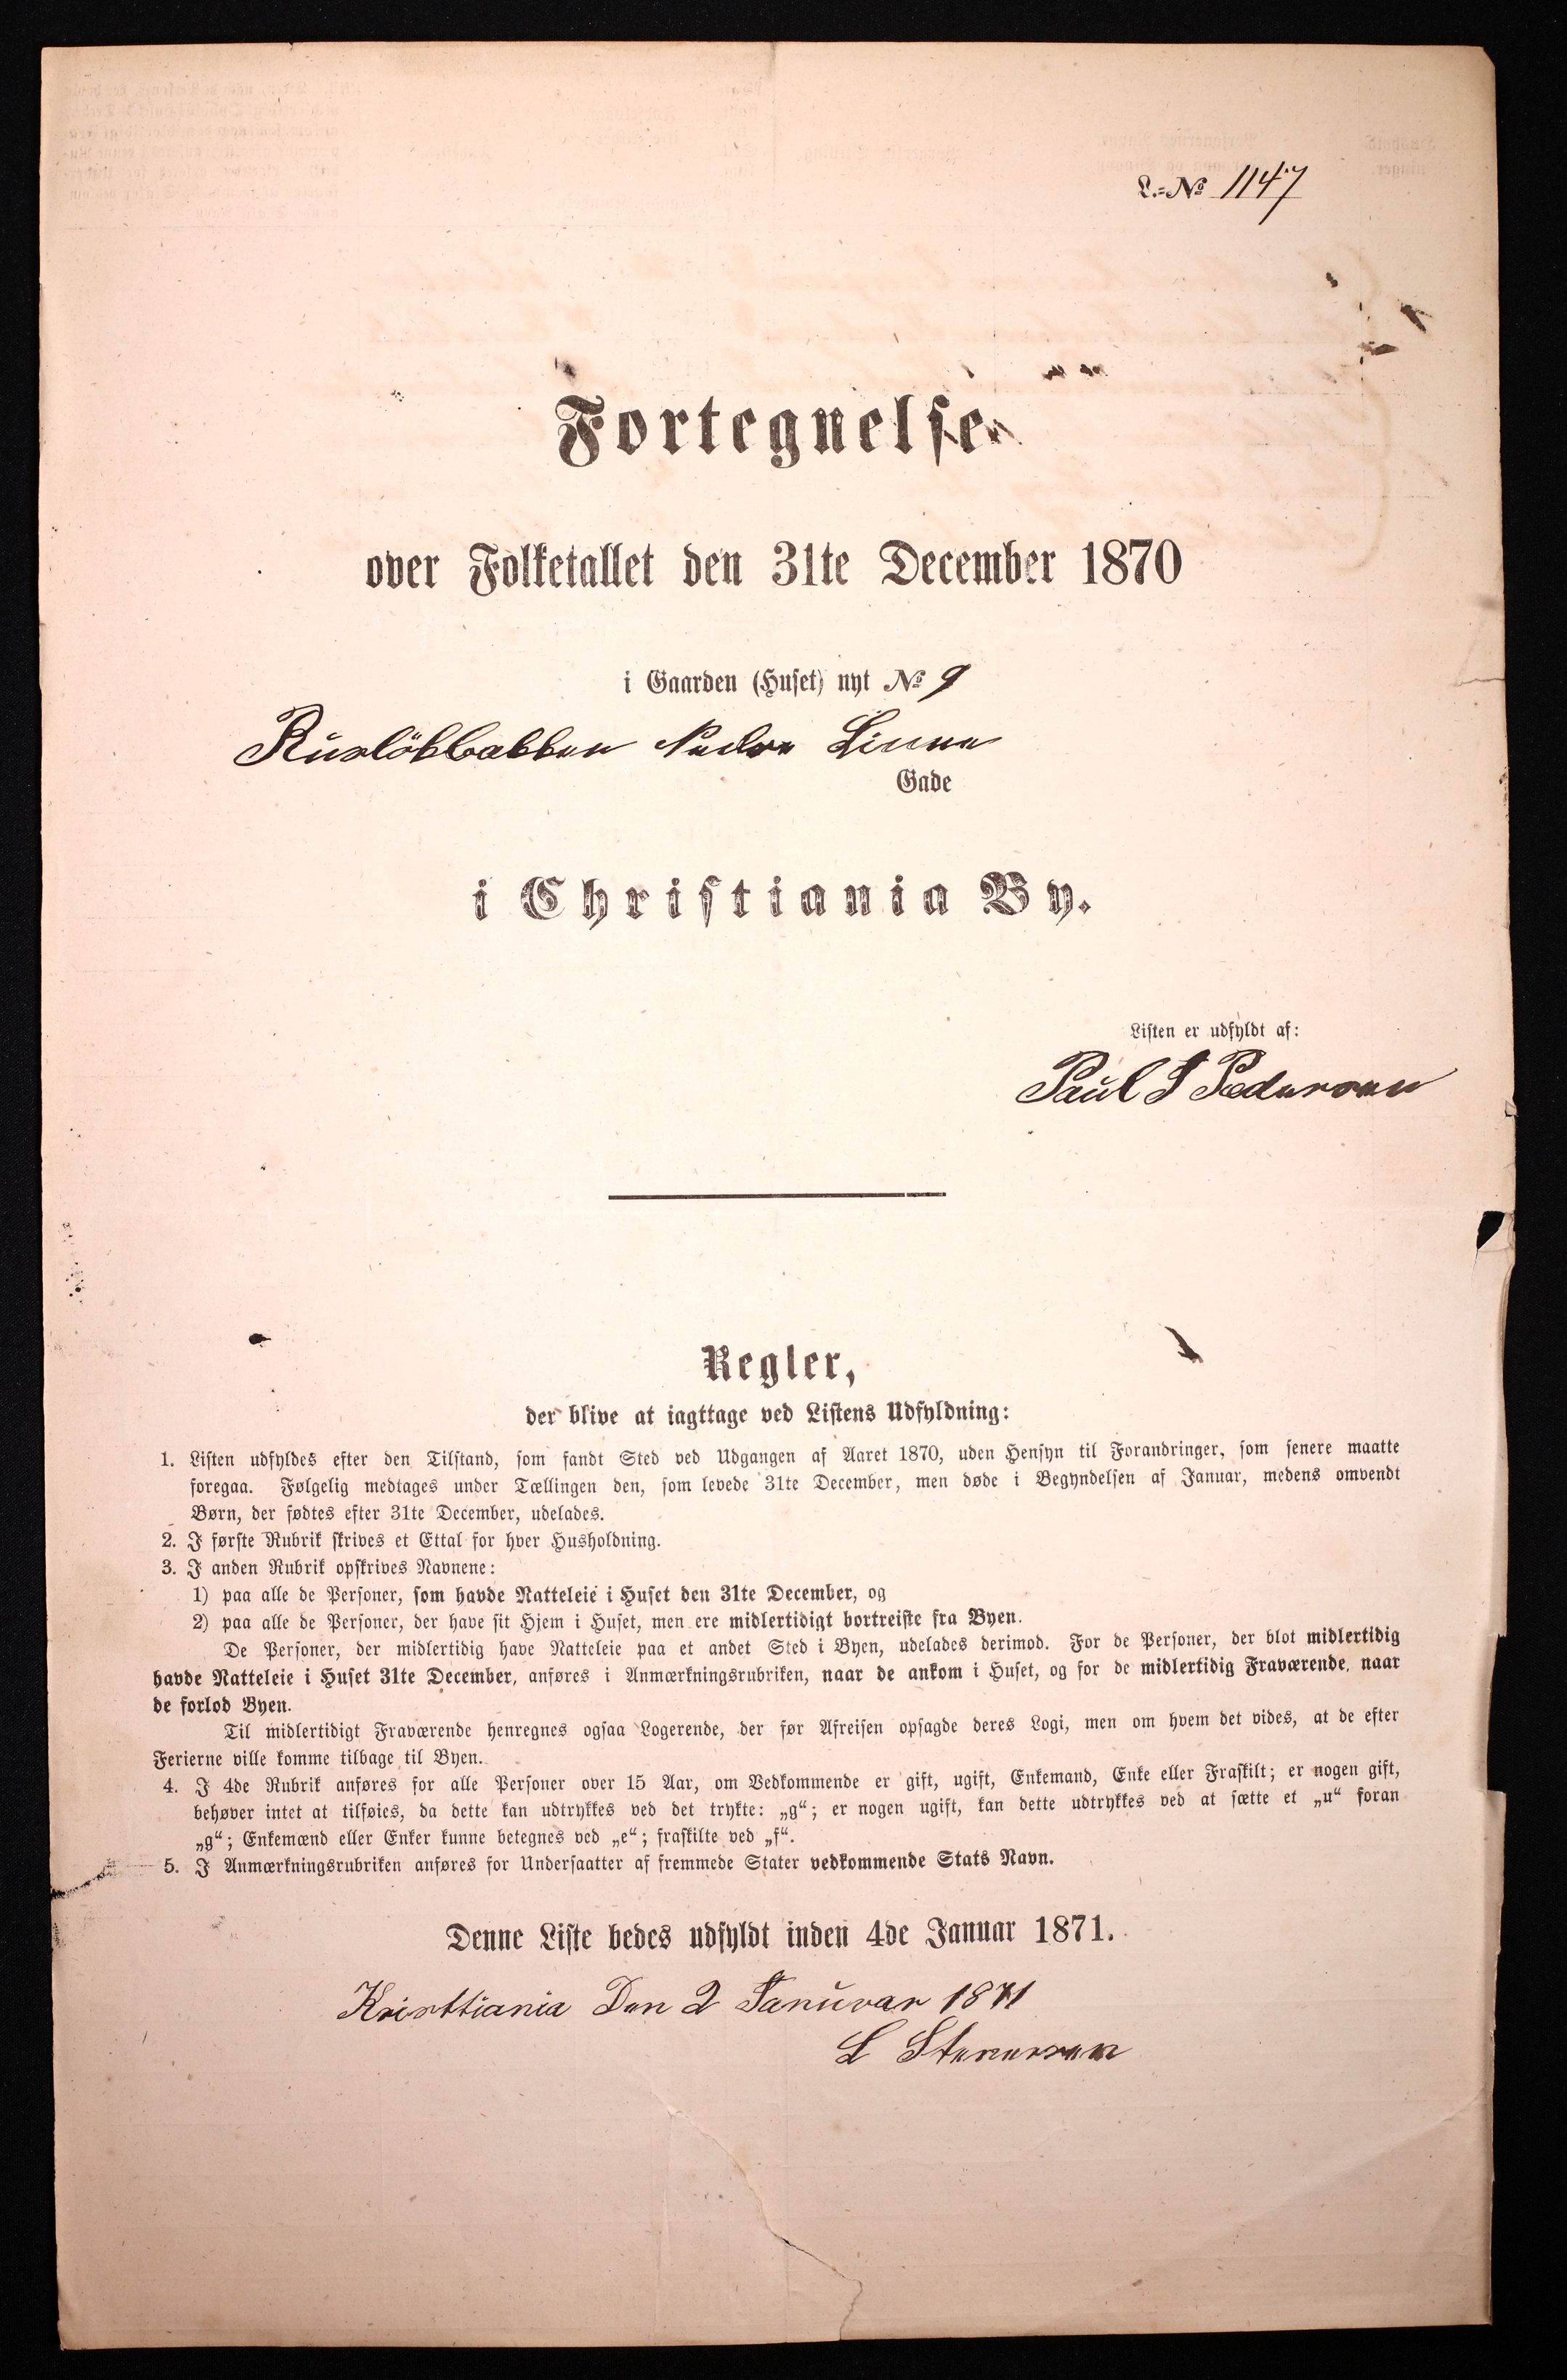 L.=No 1147
Fortegnelse
over Folketallet den 31te December 1870
i Gaarden (Huset) nyt No 9
Rusløkbakken Nedre Linne
Gade
i Christiania By.
Listen er udfyldt af:
Paul S Pedersen
Regler,
der blive at iagttage ved Listens Udfyldning:
1. Listen udfyldes efter den Tilstand, som fandt Sted ved Udgangen af Aaret 1870, uden Hensyn til Forandringer, som senere maatte
foregaa. Følgelig medtages under Tællingen den, som levede 31te December, men døde i Begyndelsen af Januar, medens omvendt
Børn, der fødtes efter 31te December, udelades.
2. I første Rubrik skrives et Ettal for hver Husholdning.
3. I anden Rubrik opskrives Navnene:
1) paa alle de Personer, som havde Natteleie i Huset den 31te December, og
2) paa alle de Personer, der have sit Hjem i Huset, men ere midlertidigt bortreiste fra Byen.
De Personer, der midlertidig have Natteleie paa et andet Sted i Byen, udelades derimod. For de Personer, der blot midlertidig
havde Natteleie i Huset 31te December, anføres i Anmærkningsrubriken, naar de ankom i Huset, og for de midlertidig Fraværende, naar
de forlod Byen.
Til midlertidigt Fraværende henregnes ogsaa Logerende, der før Afreisen opsagde deres Logi, men om hvem det vides, at de efter
Ferierne ville komme tilbage til Byen.
4. I 4de Rubrik anføres for alle Personer over 15 Aar, om Vedkommende er gift, ugift, Enkemand, Enke eller Fraskilt; er nogen gift,
behøver intet at tilføies, da dette kan udtrykkes ved det trykte: „g“; er nogen ugift, kan dette udtrykkes ved at sætte et „u“ foran
„g“; Enkemænd eller Enker kunne betegnes ved „e“; fraskilte ved „f“.
5. I Anmærkningsrubriken anføres for Undersaatter af fremmede Stater vedkommende Stats Navn.
Denne Liste bedes udfyldt inden 4de Januar 1871.
Kristtiania Den 2 Januvar 1871
L Stenersen